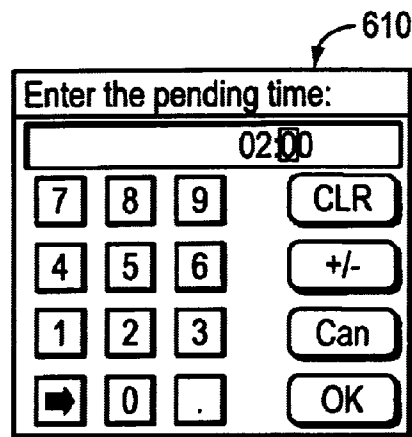 610
Enter the pending time:
02:00
7 8 9 CLR
4 5 6 +/-
1 2 3 Can
0 . OK